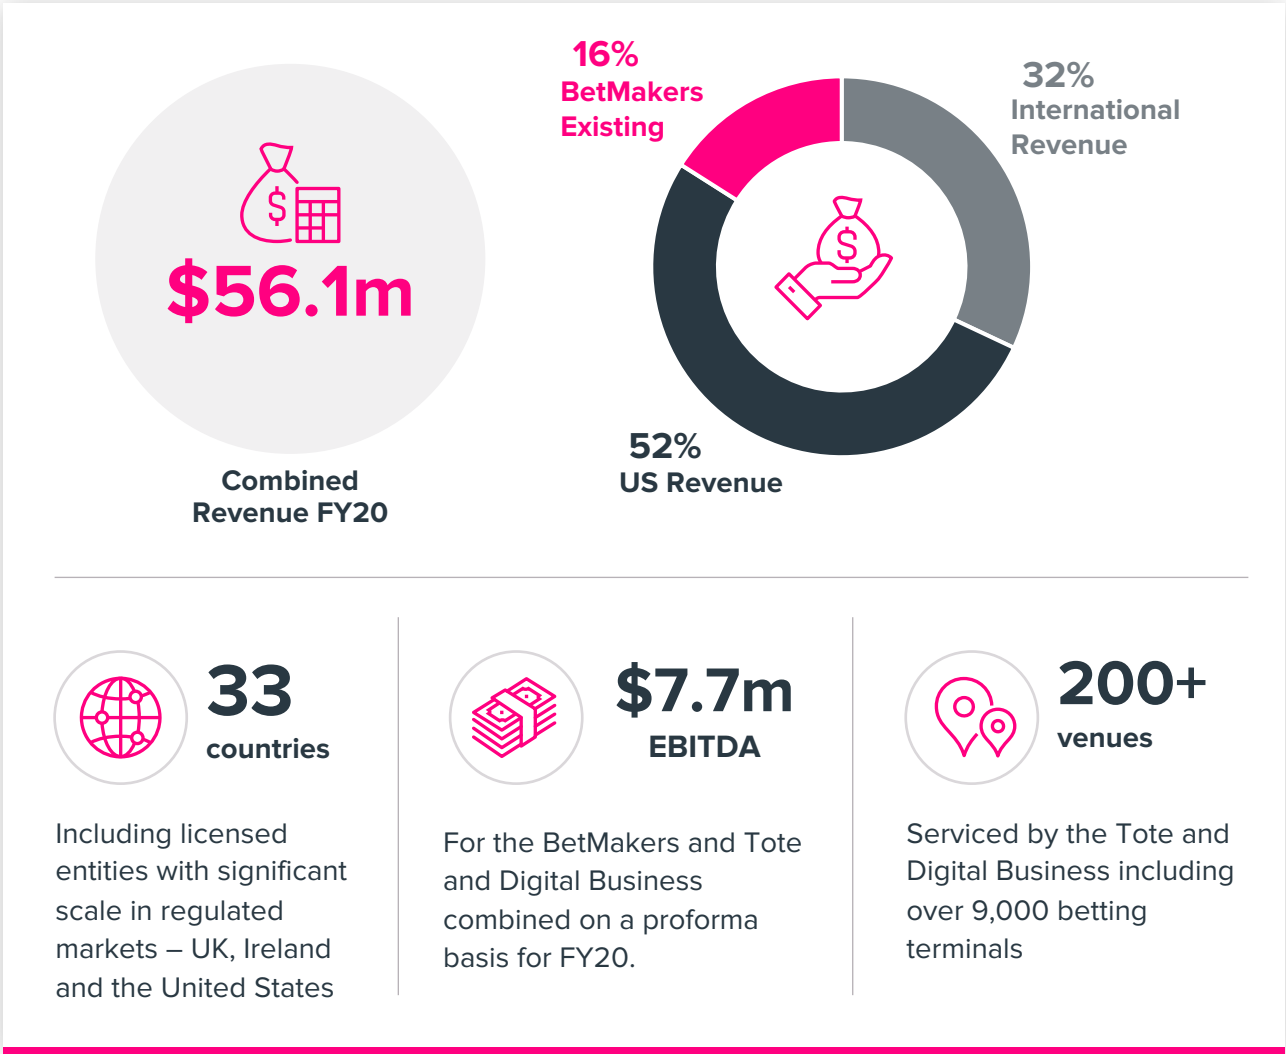 $
$56.1m
Combined
Revenue FY20
16%
BetMakers
Existing
32%
International
Revenue
$
52%
US Revenue
33
countries
Including licensed
entities with significant
scale in regulated
markets – UK, Ireland
and the United States
$7.7m
EBITDA
For the BetMakers and Tote
and Digital Business
combined on a proforma
basis for FY20.
200+
venues
Serviced by the Tote and
Digital Business including
over 9,000 betting
terminals